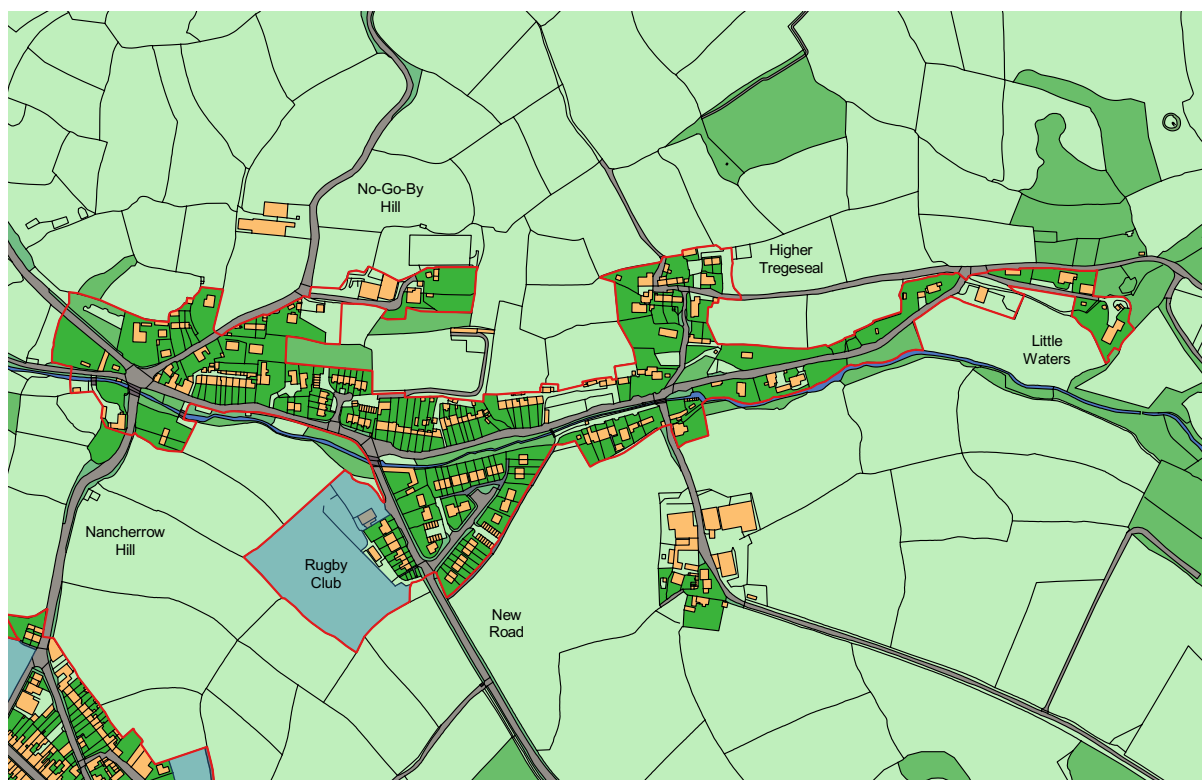 No-Go-By
Hill
Higher
Tregeseal
Little
Waters
Nancherrow
Hill
Rugby
Club
New
Road